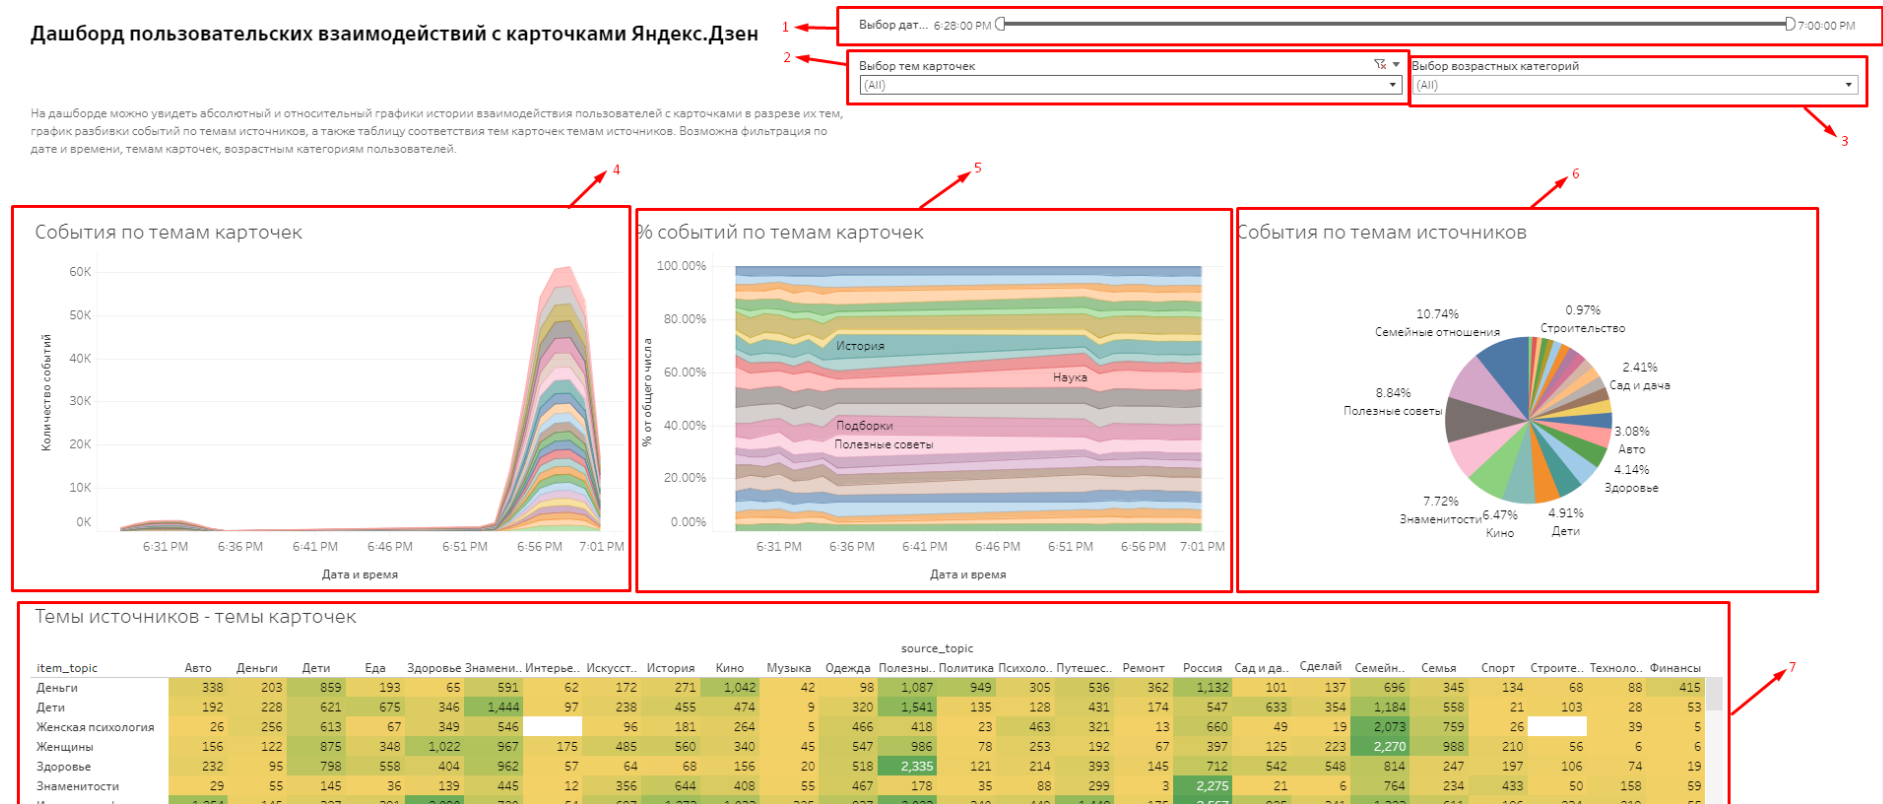 Дашборд пользовательских взаимодействий с карточками Яндекс.Дзен
1
Выбор дат... 6:28:00 PM 7:00:00 PM
2
Выбор тем карточек
(All)
Выбор возрастных категорий
(All)
3
На дашборде можно увидеть абсолютный и относительный графики истории взаимодействия пользователей с карточками в разрезе их тем,
график разбивки событий по темам источников, а также таблицу соответствия тем карточек темам источников. Возможна фильтрация по
дате и времени, темам карточек, возрастным категориям пользователей.
4
События по темам карточек
Количество событий
60K
50K
40K
30K
20K
10K
0K
6:31 PM 6:36 PM 6:41 PM 6:46 PM 6:51 PM 6:56 PM 7:01 PM
Дата и время
5
% событий по темам карточек
% от общего числа
100.00%
80.00%
60.00%
40.00%
20.00%
0.00%
История
Наука
Подборки
Полезные советы
6:31 PM 6:36 PM 6:41 PM 6:46 PM 6:51 PM 6:56 PM 7:01 PM
Дата и время
6
События по темам источников
10.74%
Семейные отношения
0.97%
Строительство
2.41%
Сад и дача
8.84%
Полезные советы
3.08%
Авто
4.14%
Здоровье
7.72%
Знаменитости
6.47%
Кино
4.91%
Дети
7
Темы источников - темы карточек
source_topic
item_topic Авто Деньги Дети Еда Здоровье Знамени.. Интерье.. Искусст.. История Кино Музыка Одежда Полезны.. Политика Психоло.. Путешес.. Ремонт Россия Сад и да.. Сделай Семейн.. Семья Спорт Строите.. Техноло.. Финансы
Деньги 338 203 859 193 65 591 62 172 271 1,042 42 98 1,087 949 305 536 362 1,132 101 137 696 345 134 68 88 415
Дети 192 228 621 675 346 1,444 97 238 455 474 9 320 1,541 135 128 431 174 547 633 354 1,184 558 21 103 28 53
Женская психология 26 256 613 67 349 546 96 181 264 5 466 418 23 463 321 13 660 49 19 2,073 759 26 39 5
Женщины 156 122 875 348 1,022 967 175 485 560 340 45 547 986 78 253 192 67 397 125 223 2,270 988 210 56 6 6
Здоровье 232 95 798 558 404 962 57 64 68 156 20 518 2,335 121 214 393 145 712 542 548 814 247 197 106 74 19
Знаменитости 29 55 145 36 139 445 12 356 644 408 55 467 178 35 88 299 3 2,275 21 6 764 234 433 50 158 59